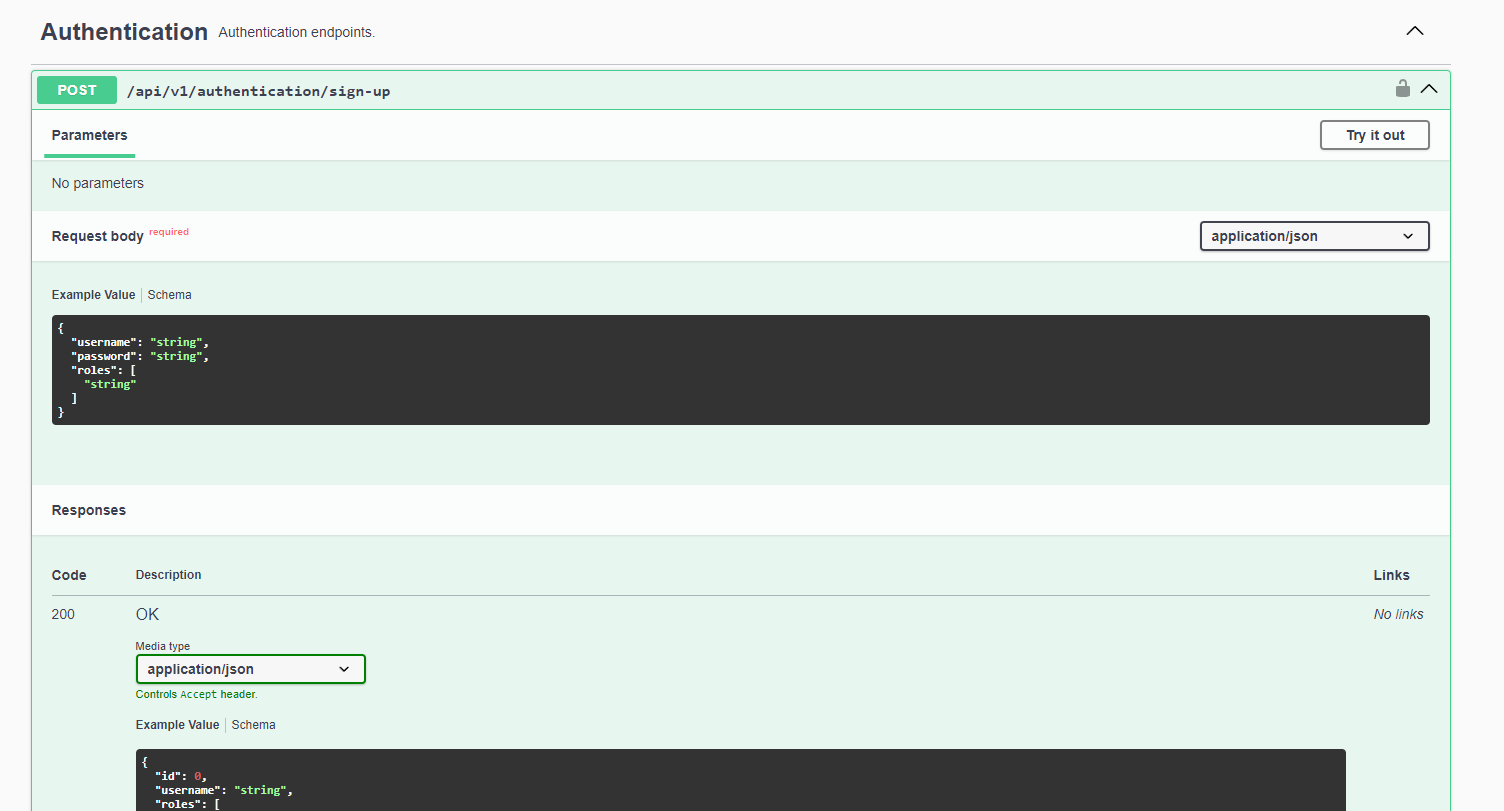 Authentication Authentication endpoints.
POST /api/v1/authentication/sign-up
Parameters Try it out
No parameters
Request body required application/json
Example Value Schema
{
  "username": "string",
  "password": "string",
  "roles": [
    "string"
  ]
}
Responses
Code Description Links
200 OK No links
Media type
application/json
Controls Accept header.
Example Value Schema
{
  "id": 0,
  "username": "string",
  "roles": [